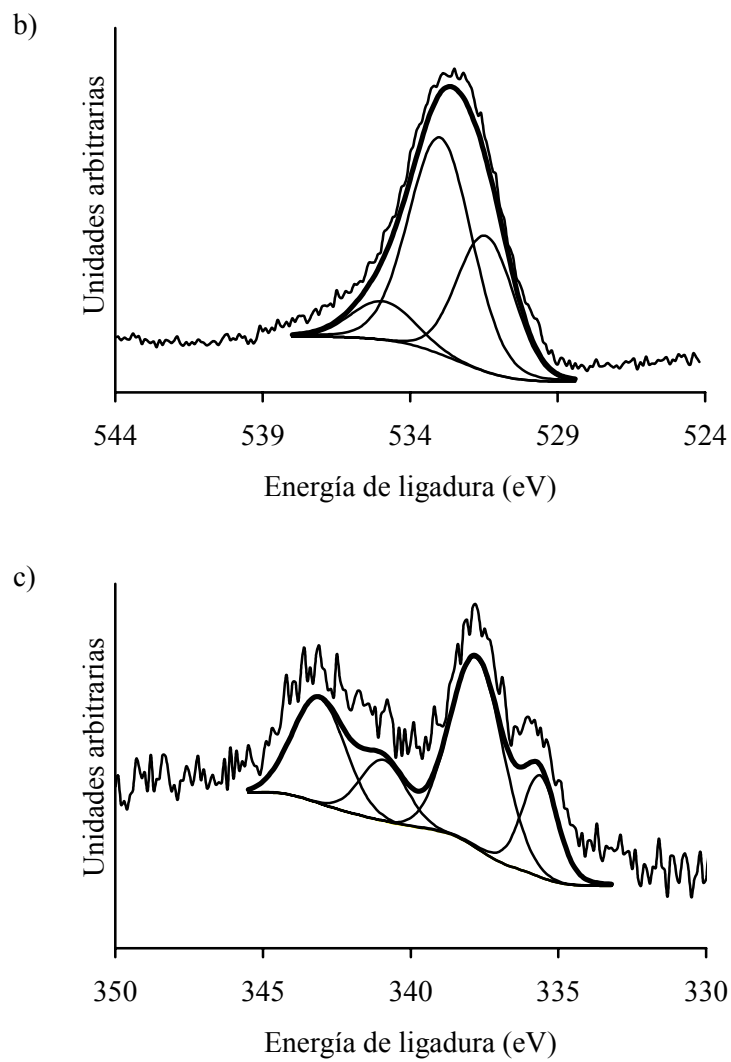 b)
Unidades arbitrarias
544 539 534 529 524
Energía de ligadura (eV)
c)
Unidades arbitrarias
350 345 340 335 330
Energía de ligadura (eV)